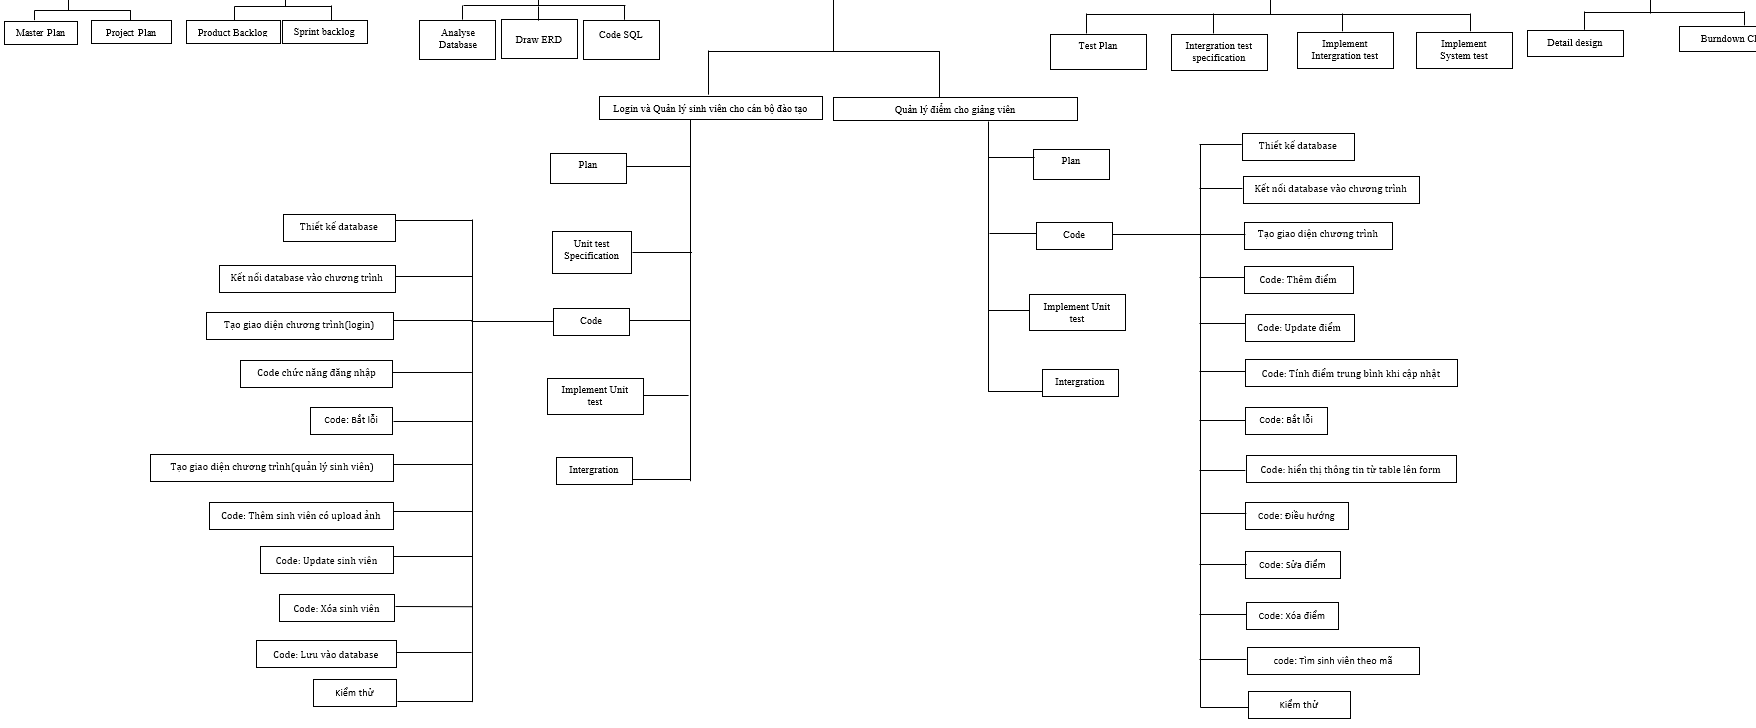 Master Plan
Project Plan
Product Backlog
Sprint backlog
Analyse
Database
Draw ERD
Code SQL
Test Plan
Intergration test
specification
Implement
Intergration test
Implement
System test
Detail design
Burndown
Login và Quản lý sinh viên cho cán bộ đào tạo
Quản lý điểm cho giảng viên
Plan
Unit test
Specification
Code
Implement Unit
test
Intergration
Thiết kế database
Kết nối database vào chương trình
Tạo giao diện chương trình(login)
Code chức năng đăng nhập
Code: Bắt lỗi
Tạo giao diện chương trình(quản lý sinh viên)
Code: Thêm sinh viên có upload ảnh
Code: Update sinh viên
Code: Xóa sinh viên
Code: Lưu vào database
Kiểm thử
Plan
Code
Implement Unit
test
Intergration
Thiết kế database
Kết nối database vào chương trình
Tạo giao diện chương trình
Code: Thêm điểm
Code: Update điểm
Code: Tính điểm trung bình khi cập nhật
Code: Bắt lỗi
Code: hiển thị thông tin từ table lên form
Code: Điều hướng
Code: Sửa điểm
Code: Xóa điểm
code: Tìm sinh viên theo mã
Kiểm thử